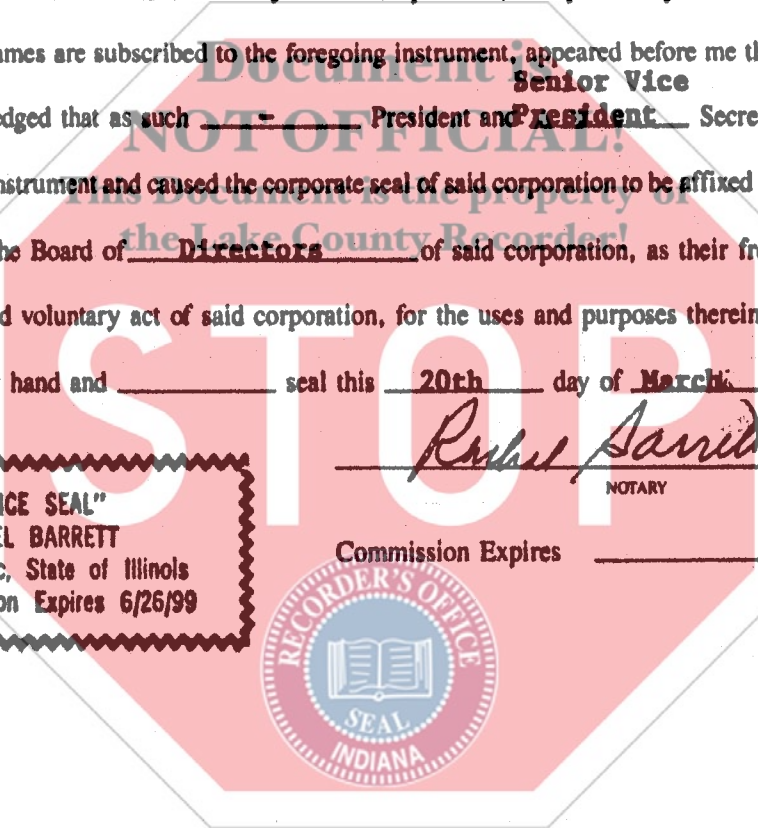 ames are subscribed to the foregoing instrument, appeared before me th
Senior Vice
edged that as such - President and President Secre
nstrument and caused the corporate seal of said corporation to be affixed
he Board of Directors of said corporation, as their fr
d voluntary act of said corporation, for the uses and purposes therein
hand and seal this 20th day of March
Rachel Barrett
NOTARY
ICE SEAL"
EL BARRETT
c, State of Illinois
on Expires 6/26/99
Commission Expires
Document is
NOT OFFICIAL!
This Document is the property of
the Lake County Recorder!
STOP
RECORDER'S OFFICE
SEAL
INDIANA